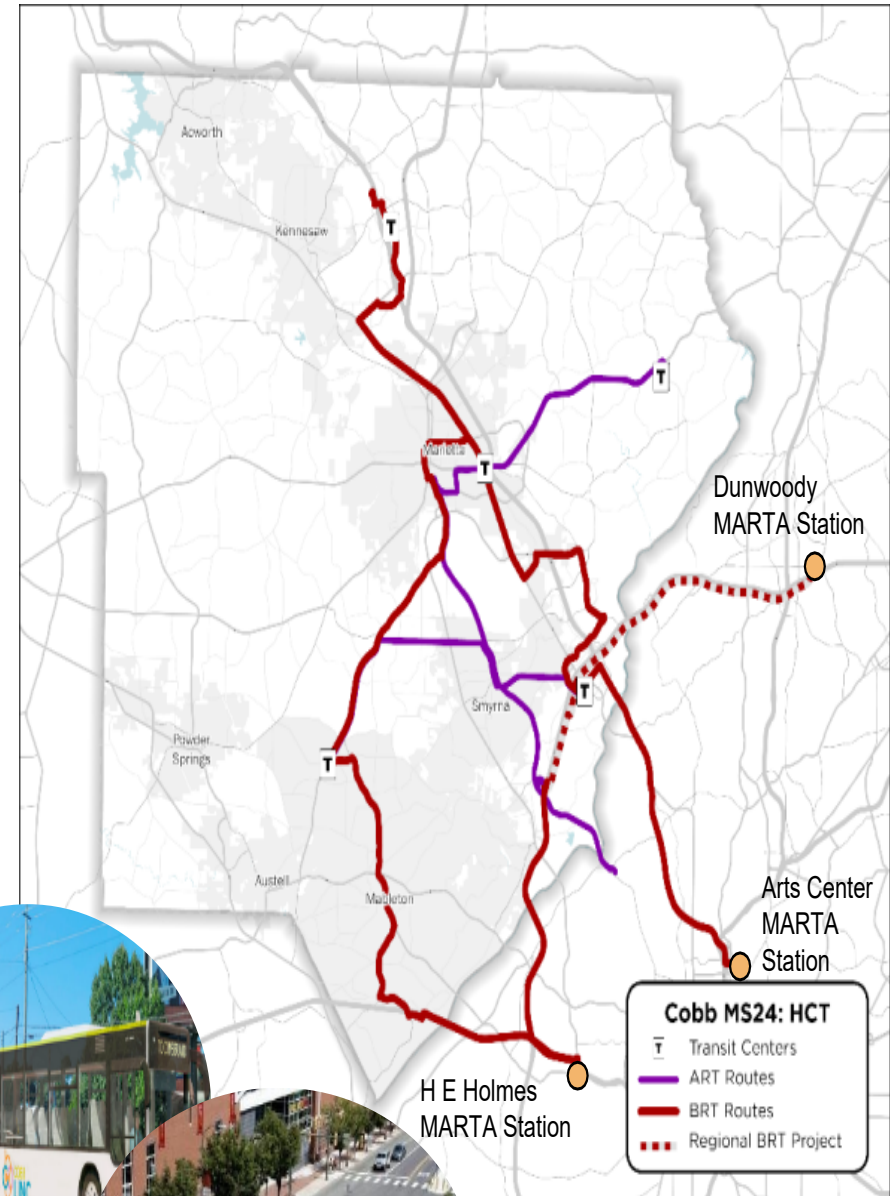 Acworth
Kennesaw
T
T
Marietta
T
Dunwoody
MARTA Station
T
Smyrna
Powder
Springs
T
Austell
Mableton
Arts Center
MARTA
Station
H E Holmes
MARTA Station
Cobb MS24: HCT
T Transit Centers
ART Routes
BRT Routes
Regional BRT Project